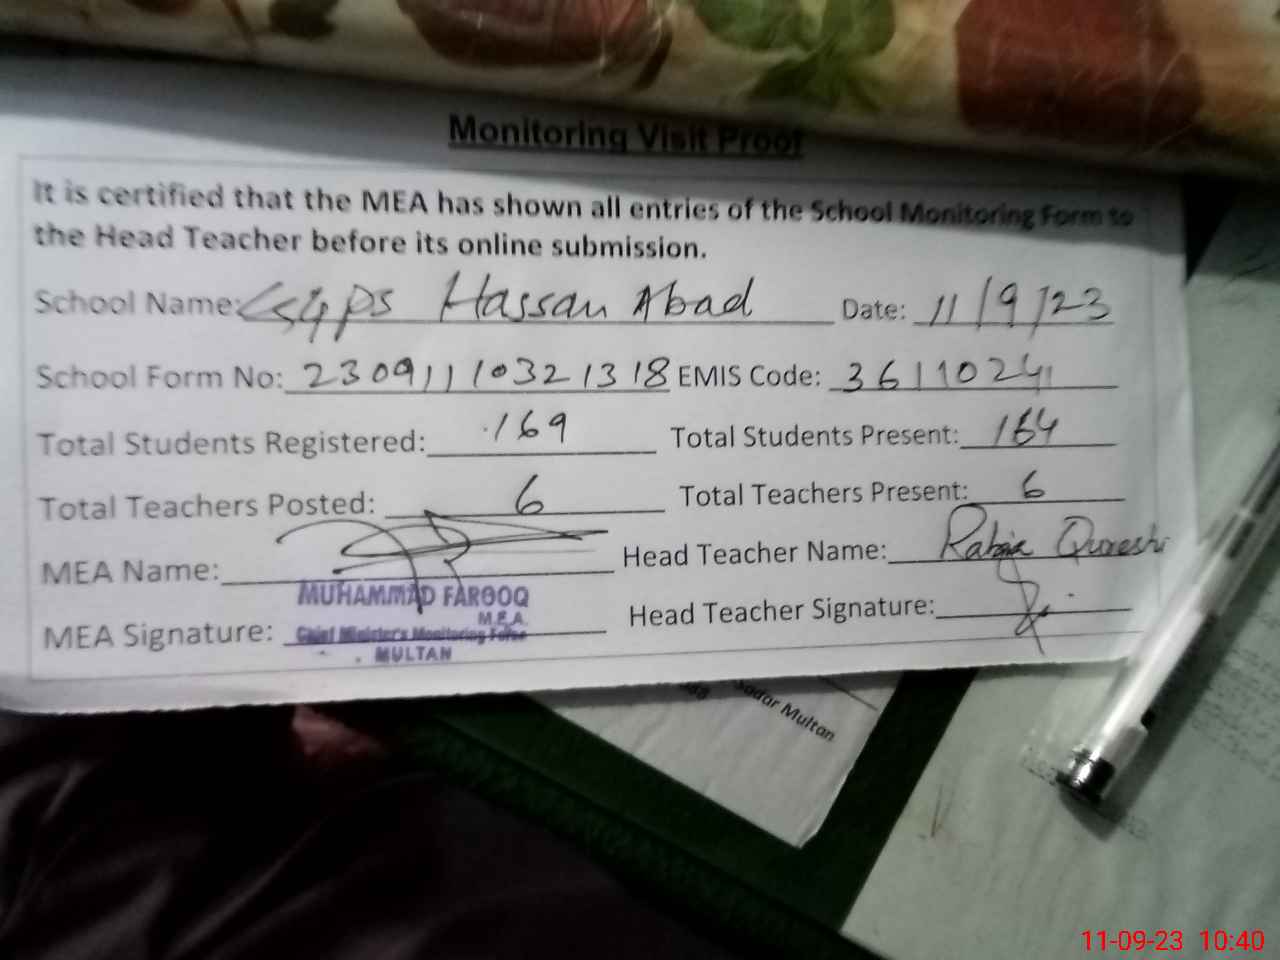 Monitoring Visit Proof
It is certified that the MEA has shown all entries of the School Monitoring Form to
the Head Teacher before its online submission.
School Name: GGPS Hassan Abad Date: 11/9/23
School Form No: 23091110321318 EMIS Code: 36110241
Total Students Registered: 169 Total Students Present: 164
Total Teachers Posted: 6 Total Teachers Present: 6
MEA Name: Head Teacher Name: Rabia Qureshi
MUHAMMAD FAROOQ
M.E.A.
MEA Signature: Chief Minister's Monitoring Force Head Teacher Signature:
MULTAN
Sadar Multan
11-09-23 10:40